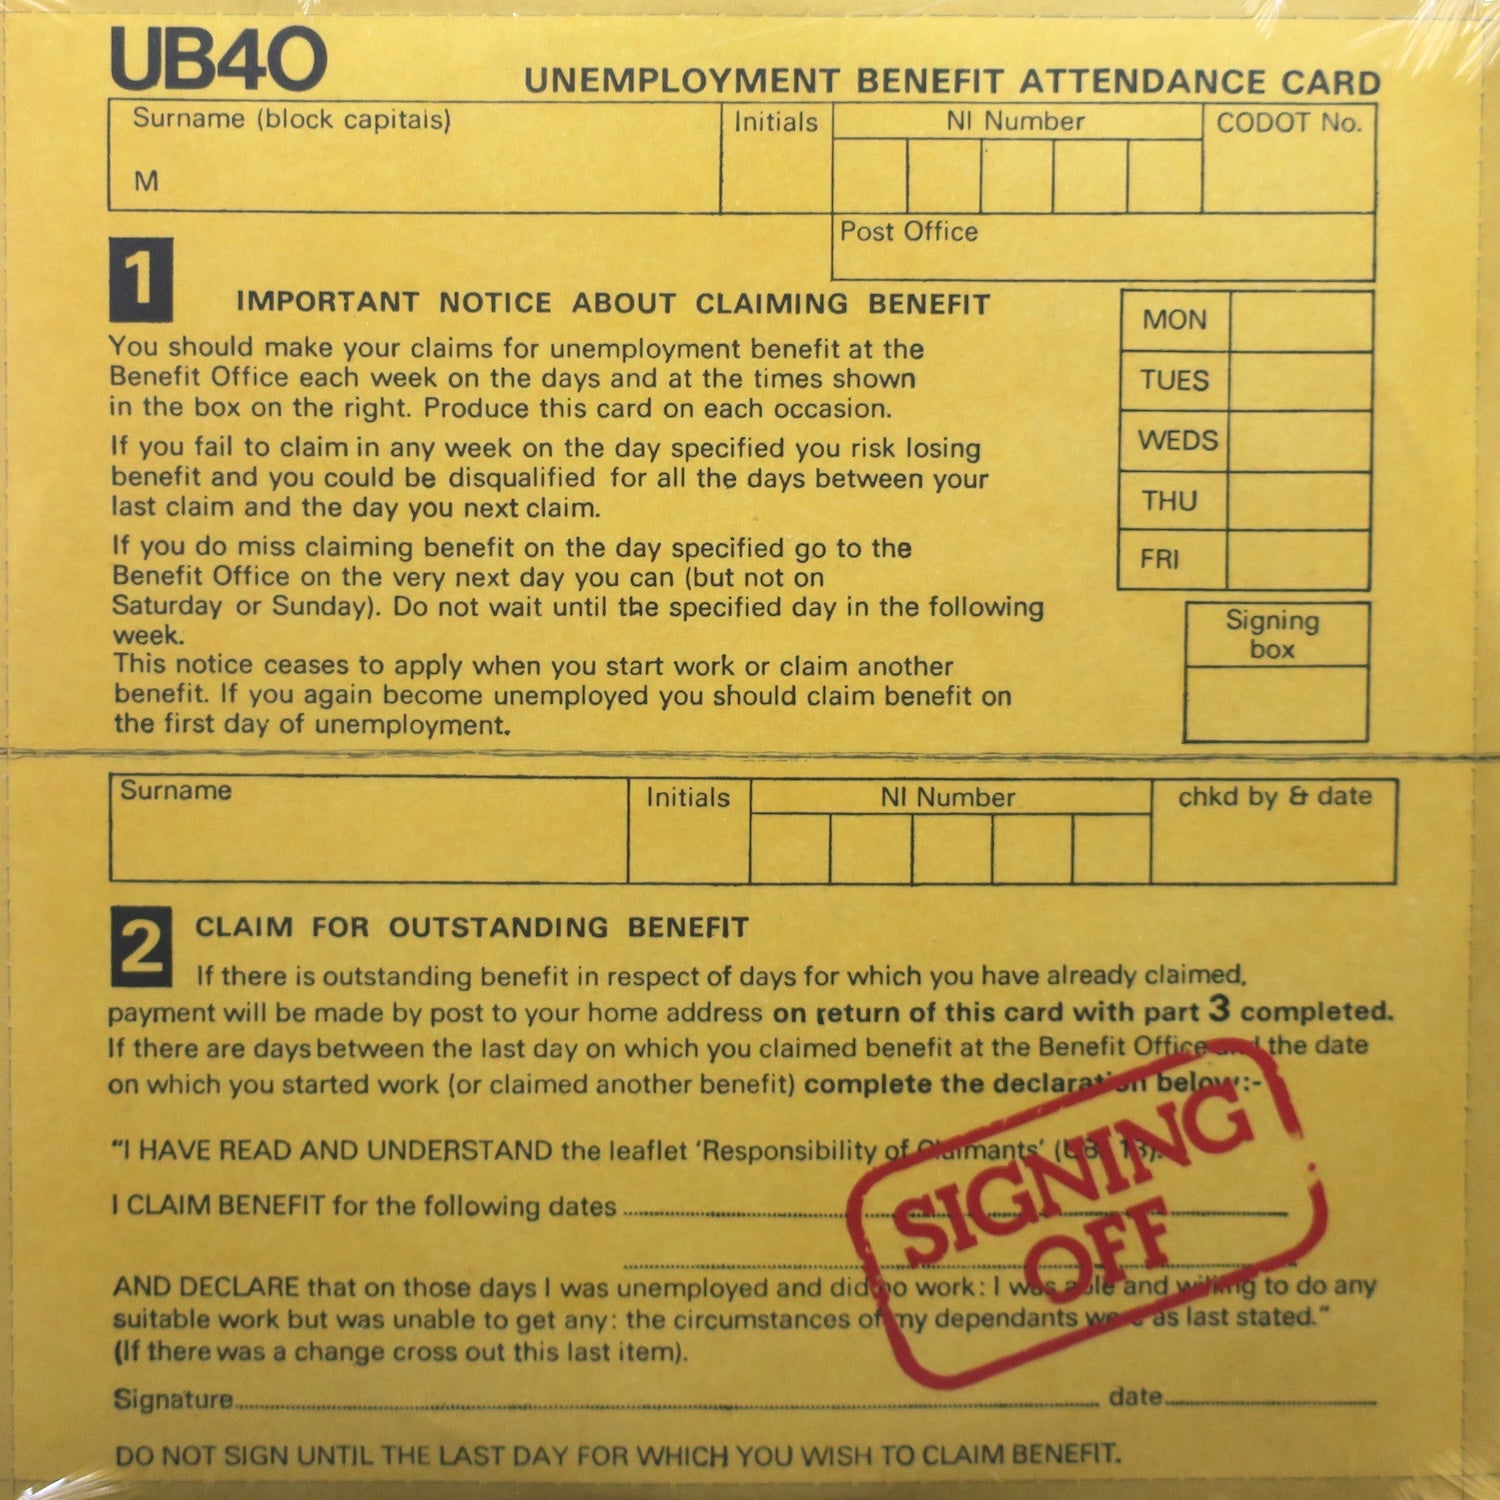 UB40
UNEMPLOYMENT BENEFIT ATTENDANCE CARD
Surname (block capitals)
Initials
NI Number
CODOT No.
M
Post Office
1
IMPORTANT NOTICE ABOUT CLAIMING BENEFIT
You should make your claims for unemployment benefit at the
Benefit Office each week on the days and at the times shown
in the box on the right. Produce this card on each occasion.
If you fail to claim in any week on the day specified you risk losing
benefit and you could be disqualified for all the days between your
last claim and the day you next claim.
If you do miss claiming benefit on the day specified go to the
Benefit Office on the very next day you can (but not on
Saturday or Sunday). Do not wait until the specified day in the following
week.
This notice ceases to apply when you start work or claim another
benefit. If you again become unemployed you should claim benefit on
the first day of unemployment.
MON
TUES
WEDS
THU
FRI
Signing
box
Surname
Initials
NI Number
chkd by & date
2
CLAIM FOR OUTSTANDING BENEFIT
If there is outstanding benefit in respect of days for which you have already claimed,
payment will be made by post to your home address on return of this card with part 3 completed.
If there are days between the last day on which you claimed benefit at the Benefit Office and the date
on which you started work (or claimed another benefit) complete the declaration below:-
"I HAVE READ AND UNDERSTAND the leaflet 'Responsibility of Claimants' (UB 13).
I CLAIM BENEFIT for the following dates
AND DECLARE that on those days I was unemployed and did no work: I was able and willing to do any
suitable work but was unable to get any: the circumstances of my dependants were as last stated."
(If there was a change cross out this last item).
Signature
date
DO NOT SIGN UNTIL THE LAST DAY FOR WHICH YOU WISH TO CLAIM BENEFIT.
SIGNING
OFF